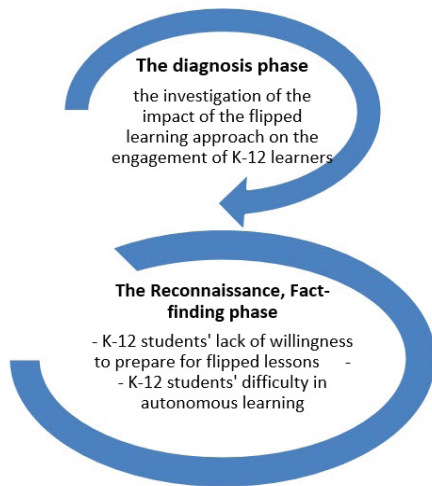 The diagnosis phase
the investigation of the
impact of the flipped
learning approach on the
engagement of K-12 learners
The Reconnaissance, Fact-
finding phase
- K-12 students' lack of willingness
to prepare for flipped lessons -
- K-12 students' difficulty in
autonomous learning